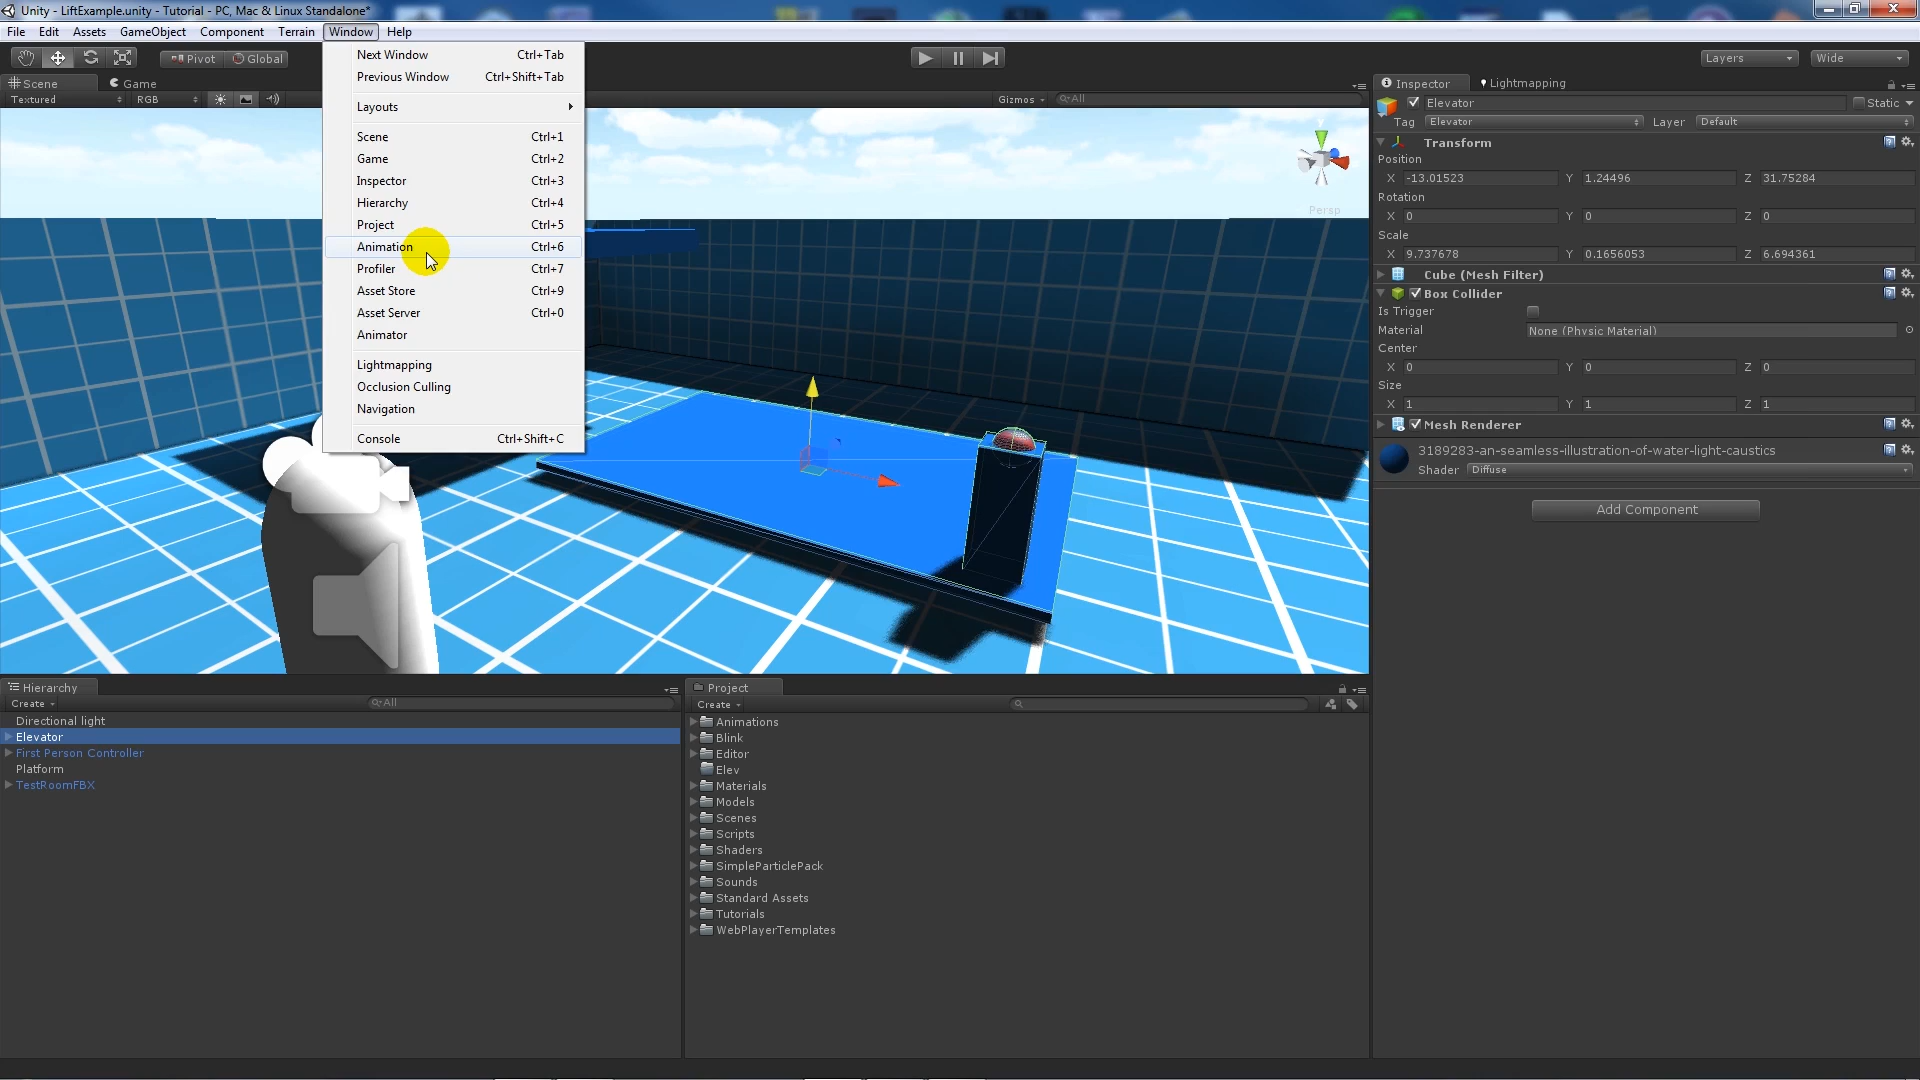 Unity - LiftExample.unity - Tutorial - PC, Mac & Linux Standalone*
File Edit Assets GameObject Component Terrain Window Help
Pivot Global
Layers Wide
Scene Game
Textured RGB
Gizmos All
Next Window Ctrl+Tab
Previous Window Ctrl+Shift+Tab
Layouts
Scene Ctrl+1
Game Ctrl+2
Inspector Ctrl+3
Hierarchy Ctrl+4
Project Ctrl+5
Animation Ctrl+6
Profiler Ctrl+7
Asset Store Ctrl+9
Asset Server Ctrl+0
Animator
Lightmapping
Occlusion Culling
Navigation
Console Ctrl+Shift+C
y
Persp
Inspector Lightmapping
Elevator Static
Tag Elevator Layer Default
Transform
Position
X -13.01523 Y 1.24496 Z 31.75284
Rotation
X 0 Y 0 Z 0
Scale
X 9.737678 Y 0.1656053 Z 6.694361
Cube (Mesh Filter)
Box Collider
Is Trigger
Material None (Physic Material)
Center
X 0 Y 0 Z 0
Size
X 1 Y 1 Z 1
Mesh Renderer
3189283-an-seamless-illustration-of-water-light-caustics
Shader Diffuse
Add Component
Hierarchy
Create All
Directional light
Elevator
First Person Controller
Platform
TestRoomFBX
Project
Create
Animations
Blink
Editor
Elev
Materials
Models
Scenes
Scripts
Shaders
SimpleParticlePack
Sounds
Standard Assets
Tutorials
WebPlayerTemplates